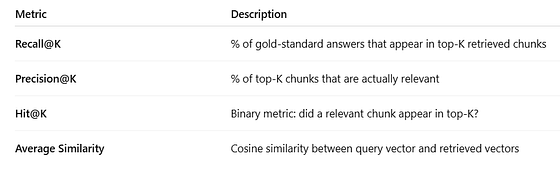 Metric Description
Recall@K % of gold-standard answers that appear in top-K retrieved chunks
Precision@K % of top-K chunks that are actually relevant
Hit@K Binary metric: did a relevant chunk appear in top-K?
Average Similarity Cosine similarity between query vector and retrieved vectors